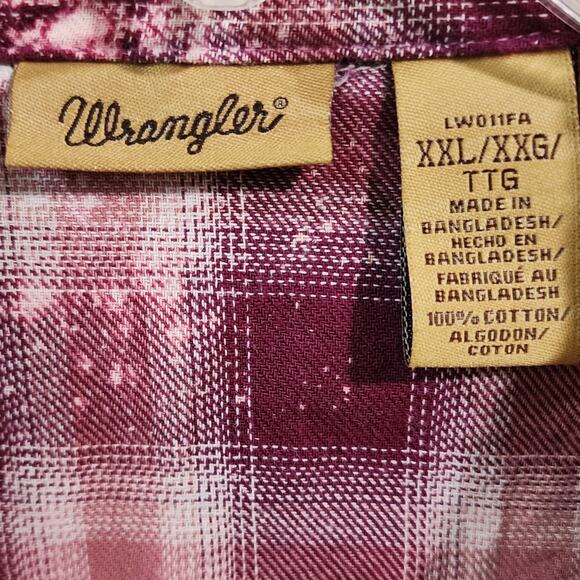 Wrangler®
LW011FA
XXL/XXG/
TTG
MADE IN
BANGLADESH/
HECHO EN
BANGLADESH/
FABRIQUÉ AU
BANGLADESH
100% COTTON/
ALGODON/
COTON